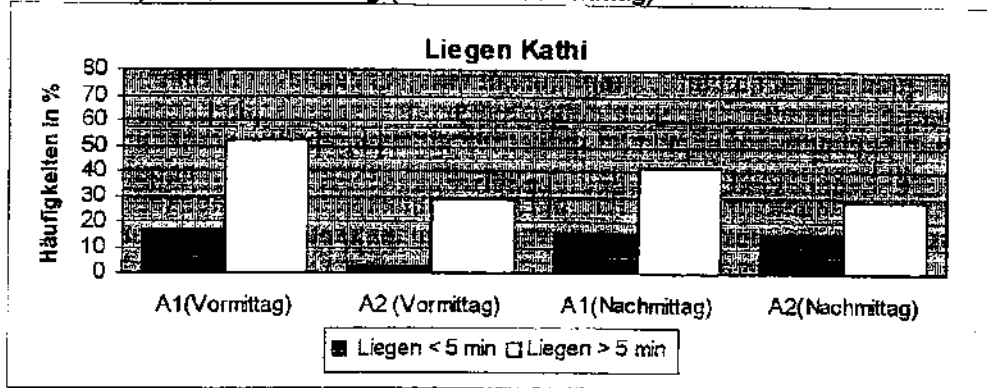 Liegen Kathi
Häufigkeiten in %
80
70
60
50
40
30
20
10
0
A1(Vormittag) A2 (Vormittag) A1(Nachmittag) A2(Nachmittag)
Liegen < 5 min Liegen > 5 min